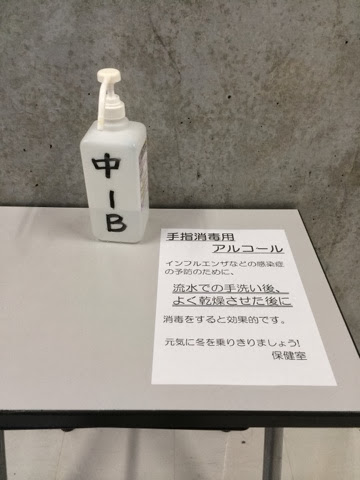 中
1
B
手指消毒用
アルコール
インフルエンザなどの感染症
の予防のために、
流水での手洗い後、
よく乾燥させた後に
消毒をすると効果的です。
元気に冬を乗りきりましょう!
保健室